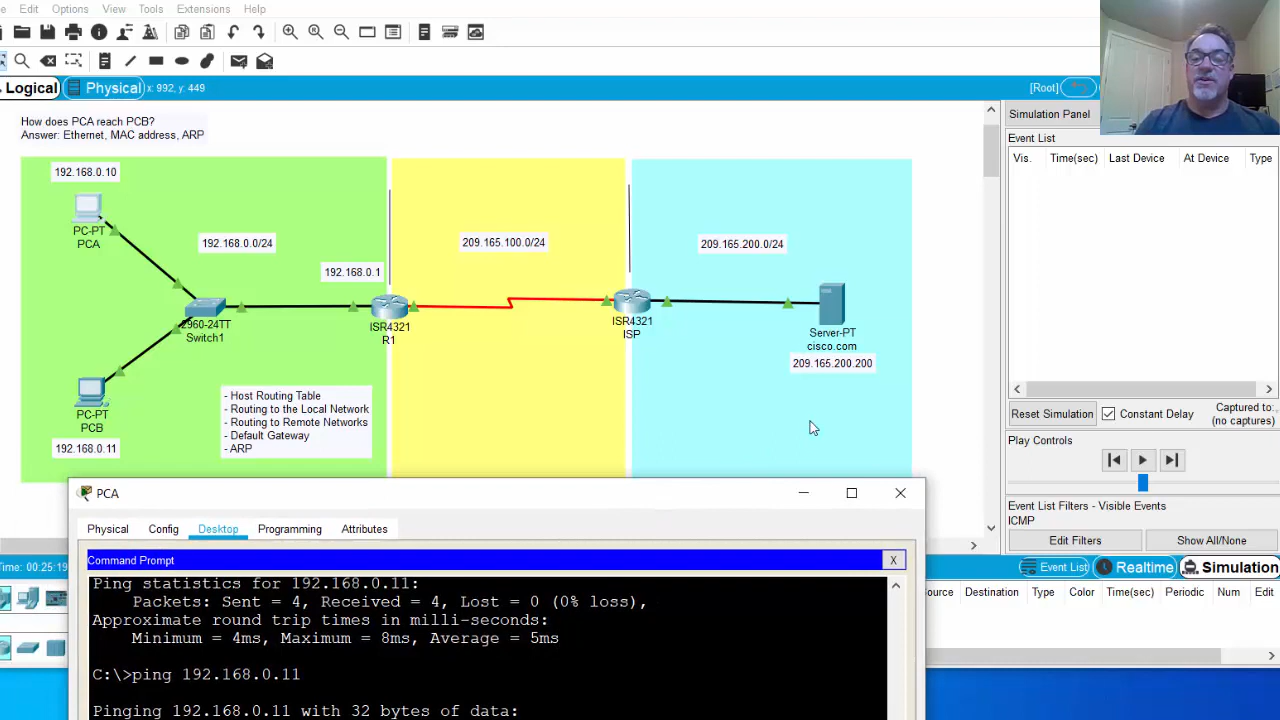 Edit View Tools Extensions Help
Logical Physical x: 992, y: 449 [Root]
How does PCA reach PCB?
Answer: Ethernet, MAC address, ARP
192.168.0.10
PC-PT
PCA
192.168.0.0/24
192.168.0.1
2960-24TT
Switch1
ISR4321
R1
PC-PT
PCB
192.168.0.11
- Host Routing Table
- Routing to the Local Network
- Routing to Remote Networks
- Default Gateway
- ARP
209.165.100.0/24
209.165.200.0/24
ISR4321
ISP
Server-PT
cisco.com
209.165.200.200
Simulation Panel
Event List
Vis. Time(sec) Last Device At Device Type
Reset Simulation Constant Delay Captured to:
(no captures)
Play Controls
Event List Filters - Visible Events
ICMP
Edit Filters Show All/None
Time: 00:25:19 Event List Realtime Simulation
Source Destination Type Color Time(sec) Periodic Num Edit
PCA
Physical Config Desktop Programming Attributes
Command Prompt X
Ping statistics for 192.168.0.11:
Packets: Sent = 4, Received = 4, Lost = 0 (0% loss),
Approximate round trip times in milli-seconds:
Minimum = 4ms, Maximum = 8ms, Average = 5ms
C:\>ping 192.168.0.11
Pinging 192.168.0.11 with 32 bytes of data: